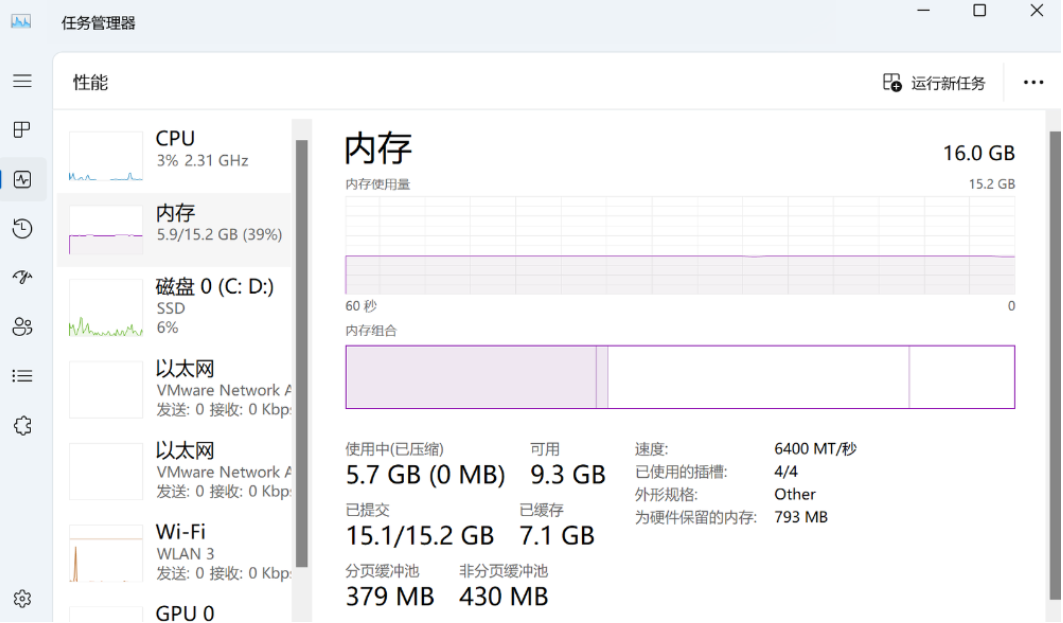 任务管理器
性能
运行新任务
CPU
3% 2.31 GHz
内存
5.9/15.2 GB (39%)
磁盘 0 (C: D:)
SSD
6%
以太网
VMware Network A
发送: 0 接收: 0 Kbps
以太网
VMware Network A
发送: 0 接收: 0 Kbps
Wi-Fi
WLAN 3
发送: 0 接收: 0 Kbps
GPU 0
内存
16.0 GB
内存使用量
15.2 GB
60 秒
0
内存组合
使用中(已压缩)
5.7 GB (0 MB)
可用
9.3 GB
已提交
15.1/15.2 GB
已缓存
7.1 GB
分页缓冲池
379 MB
非分页缓冲池
430 MB
速度: 6400 MT/秒
已使用的插槽: 4/4
外形规格: Other
为硬件保留的内存: 793 MB